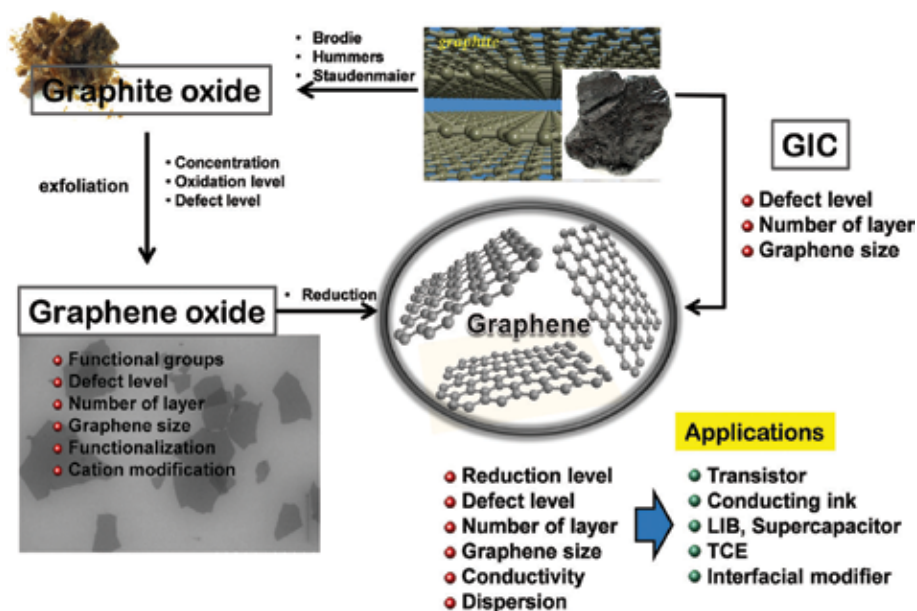 • Brodie
• Hummers
• Staudenmaier
graphite
Graphite oxide
exfoliation
• Concentration
• Oxidation level
• Defect level
GIC
Defect level
Number of layer
Graphene size
Graphene oxide
• Reduction
Graphene
Functional groups
Defect level
Number of layer
Graphene size
Functionalization
Cation modification
Reduction level
Defect level
Number of layer
Graphene size
Conductivity
Dispersion
Applications
Transistor
Conducting ink
LIB, Supercapacitor
TCE
Interfacial modifier